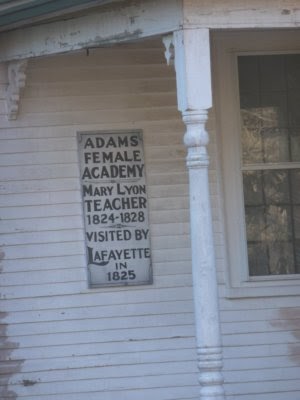 ADAMS
FEMALE
ACADEMY
MARY LYON
TEACHER
1824-1828
VISITED BY
LAFAYETTE
IN
1825